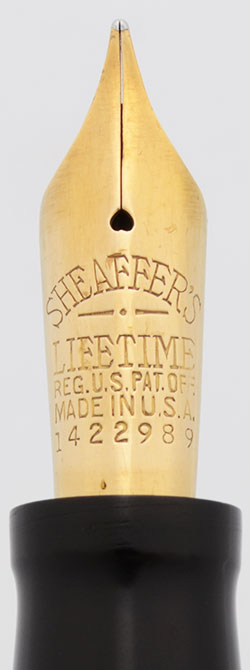 SHEAFFER'S
LIFETIME
REG.U.S.PAT.OFF.
MADE IN U.S.A.
1422989